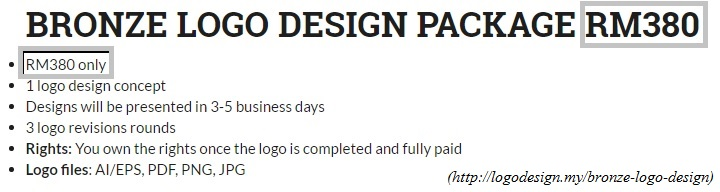 BRONZE LOGO DESIGN PACKAGE RM380
• RM380 only
• 1 logo design concept
• Designs will be presented in 3-5 business days
• 3 logo revisions rounds
• Rights: You own the rights once the logo is completed and fully paid
• Logo files: AI/EPS, PDF, PNG, JPG
(http://logodesign.my/bronze-logo-design)